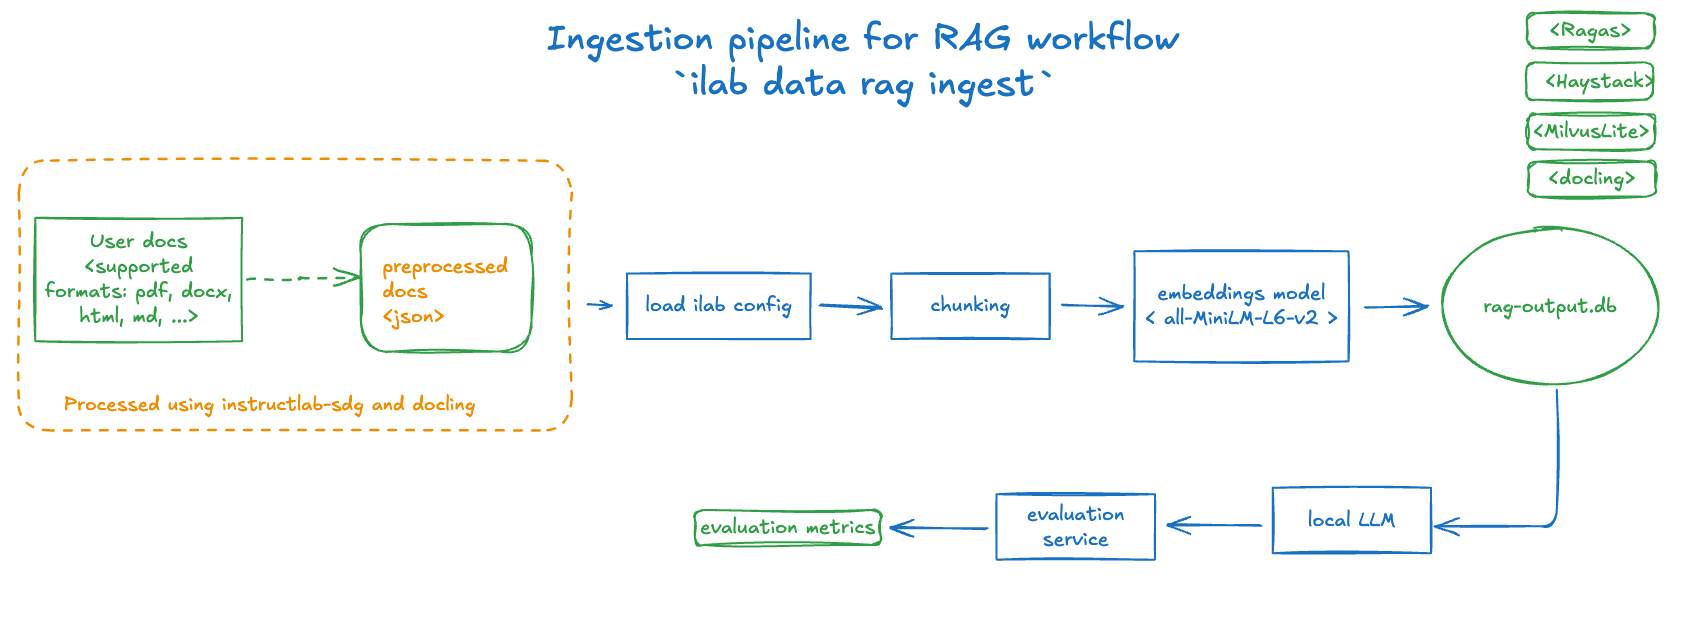 Ingestion pipeline for RAG workflow
`ilab data rag ingest`
<Ragas>
<Haystack>
<MilvusLite>
<docling>
User docs
<supported
formats: pdf, docx,
html, md, ...>
preprocessed
docs
<json>
Processed using instructlab-sdg and docling
load ilab config
chunking
embeddings model
< all-MiniLM-L6-v2 >
rag-output.db
local LLM
evaluation
service
evaluation metrics